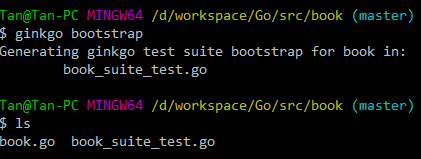 Tan@Tan-PC MINGW64 /d/workspace/Go/src/book (master)
$ ginkgo bootstrap
Generating ginkgo test suite bootstrap for book in:
        book_suite_test.go
Tan@Tan-PC MINGW64 /d/workspace/Go/src/book (master)
$ ls
book.go  book_suite_test.go